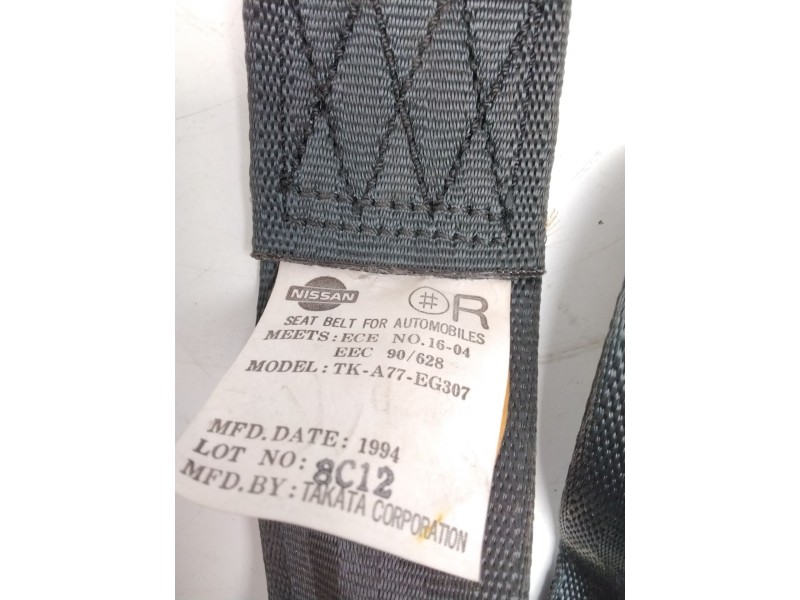 NISSAN # R
SEAT BELT FOR AUTOMOBILES
MEETS : ECE NO. 16-04
EEC 90/628
MODEL : TK-A77-EG307
MFD. DATE : 1994
LOT NO : 8C12
MFD. BY : TAKATA CORPORATION